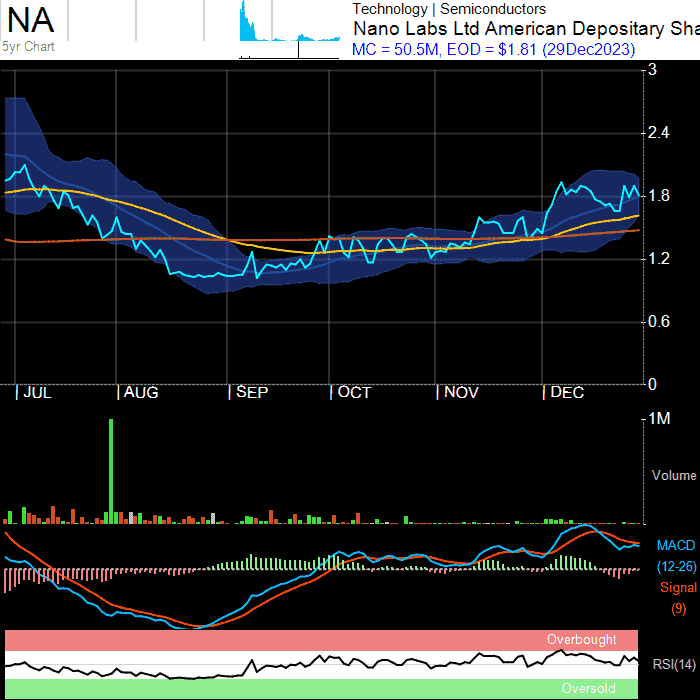 NA
5yr Chart
Technology | Semiconductors
Nano Labs Ltd American Depositary Sha
MC = 50.5M, EOD = $1.81 (29Dec2023)
3
2.4
1.8
1.2
0.6
0
JUL AUG SEP OCT NOV DEC
1M
Volume
MACD
(12-26)
Signal
(9)
Overbought
RSI(14)
Oversold